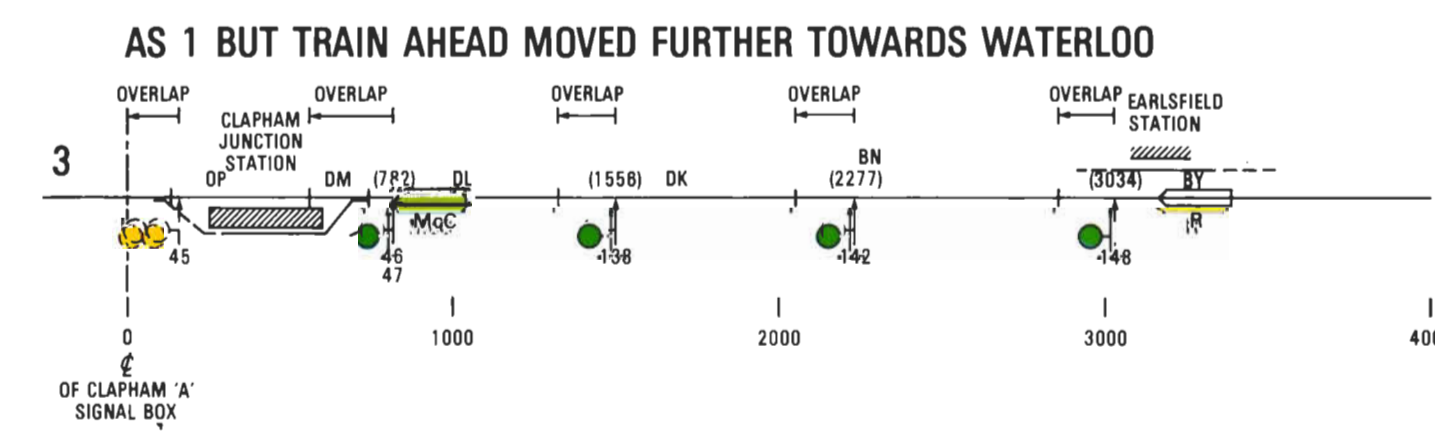 AS 1 BUT TRAIN AHEAD MOVED FURTHER TOWARDS WATERLOO
OVERLAP OVERLAP OVERLAP OVERLAP OVERLAP
EARLSFIELD
STATION
CLAPHAM
JUNCTION
STATION
3
BN
OP DM (782) DL (1556) DK (2277) (3034) BY
McC R
45 46 138 142 148
47
0 1000 2000 3000 400
℄
OF CLAPHAM 'A'
SIGNAL BOX